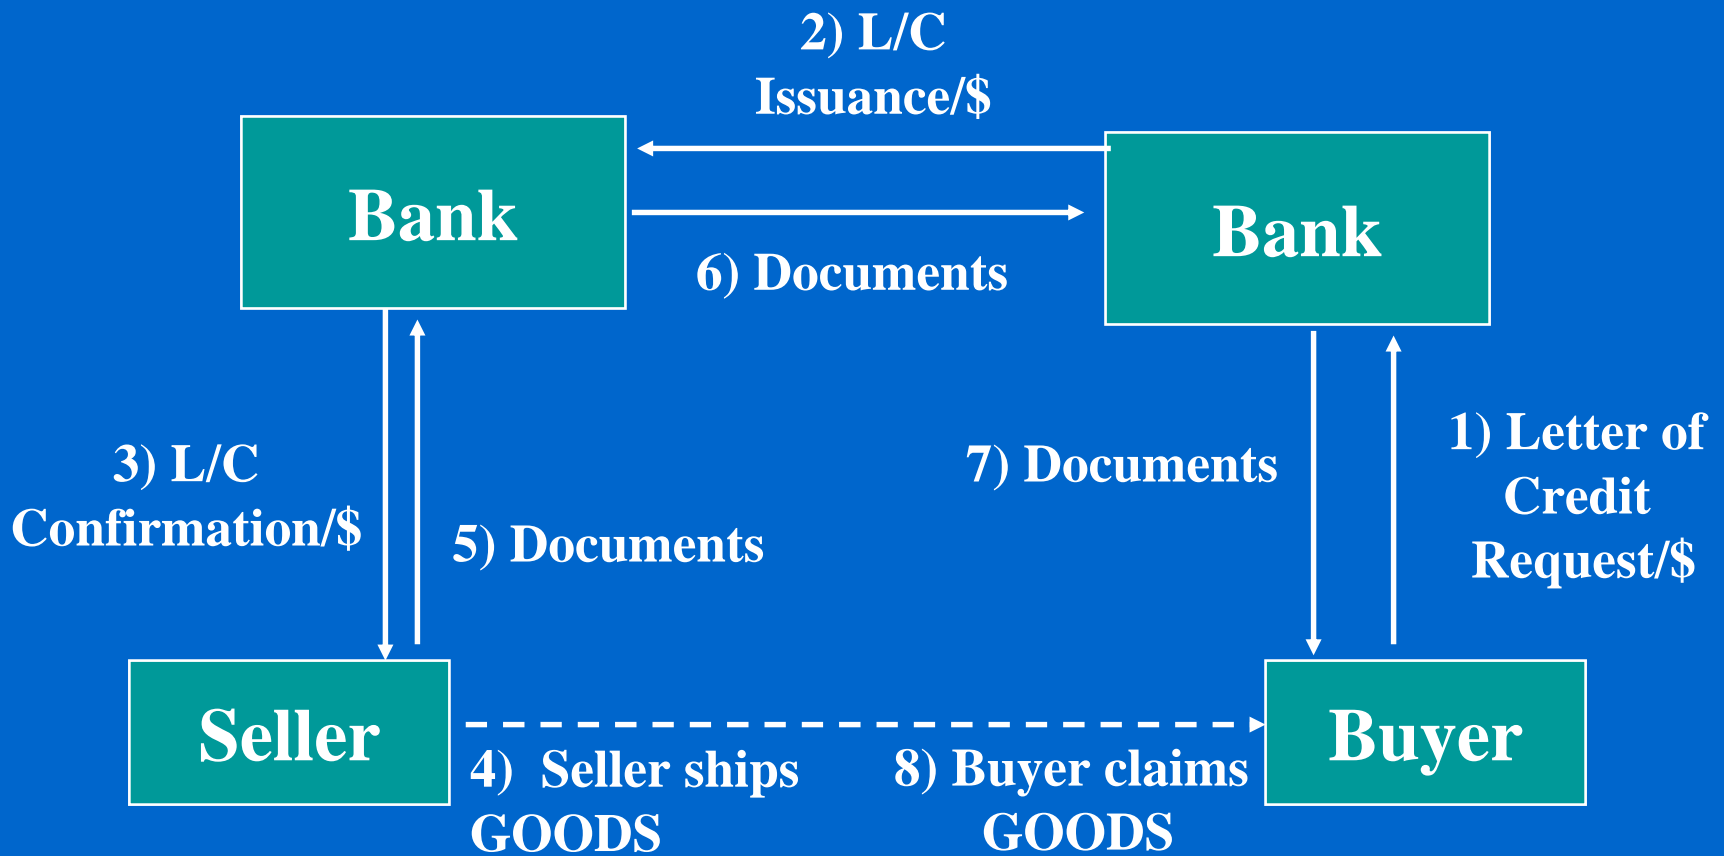 2) L/C
Issuance/$
Bank
Bank
6) Documents
3) L/C
Confirmation/$
5) Documents
7) Documents
1) Letter of
Credit
Request/$
Seller
Buyer
4) Seller ships
GOODS
8) Buyer claims
GOODS